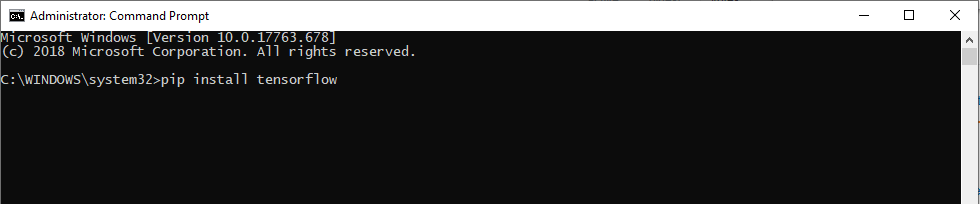 Administrator: Command Prompt
Microsoft Windows [Version 10.0.17763.678]
(c) 2018 Microsoft Corporation. All rights reserved.
C:\WINDOWS\system32>pip install tensorflow